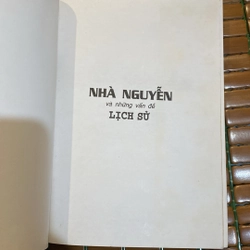 NHÀ NGUYỄN
và những vấn đề
LỊCH SỬ